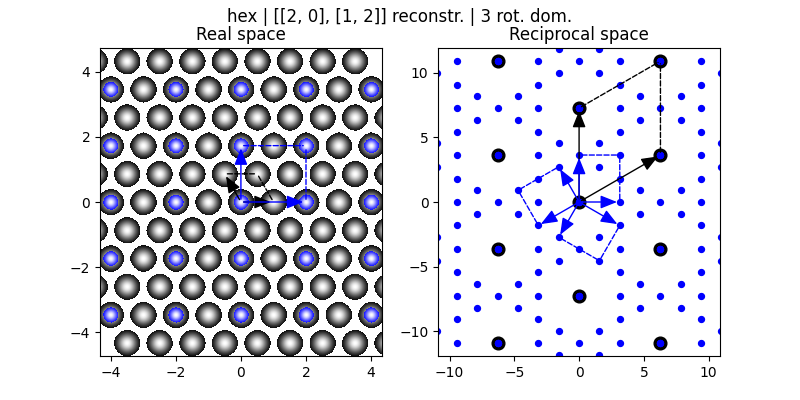 hex | [[2, 0], [1, 2]] reconstr. | 3 rot. dom.
Real space
Reciprocal space
4
2
0
−2
−4
−4 −2 0 2 4
10
5
0
−5
−10
−10 −5 0 5 10